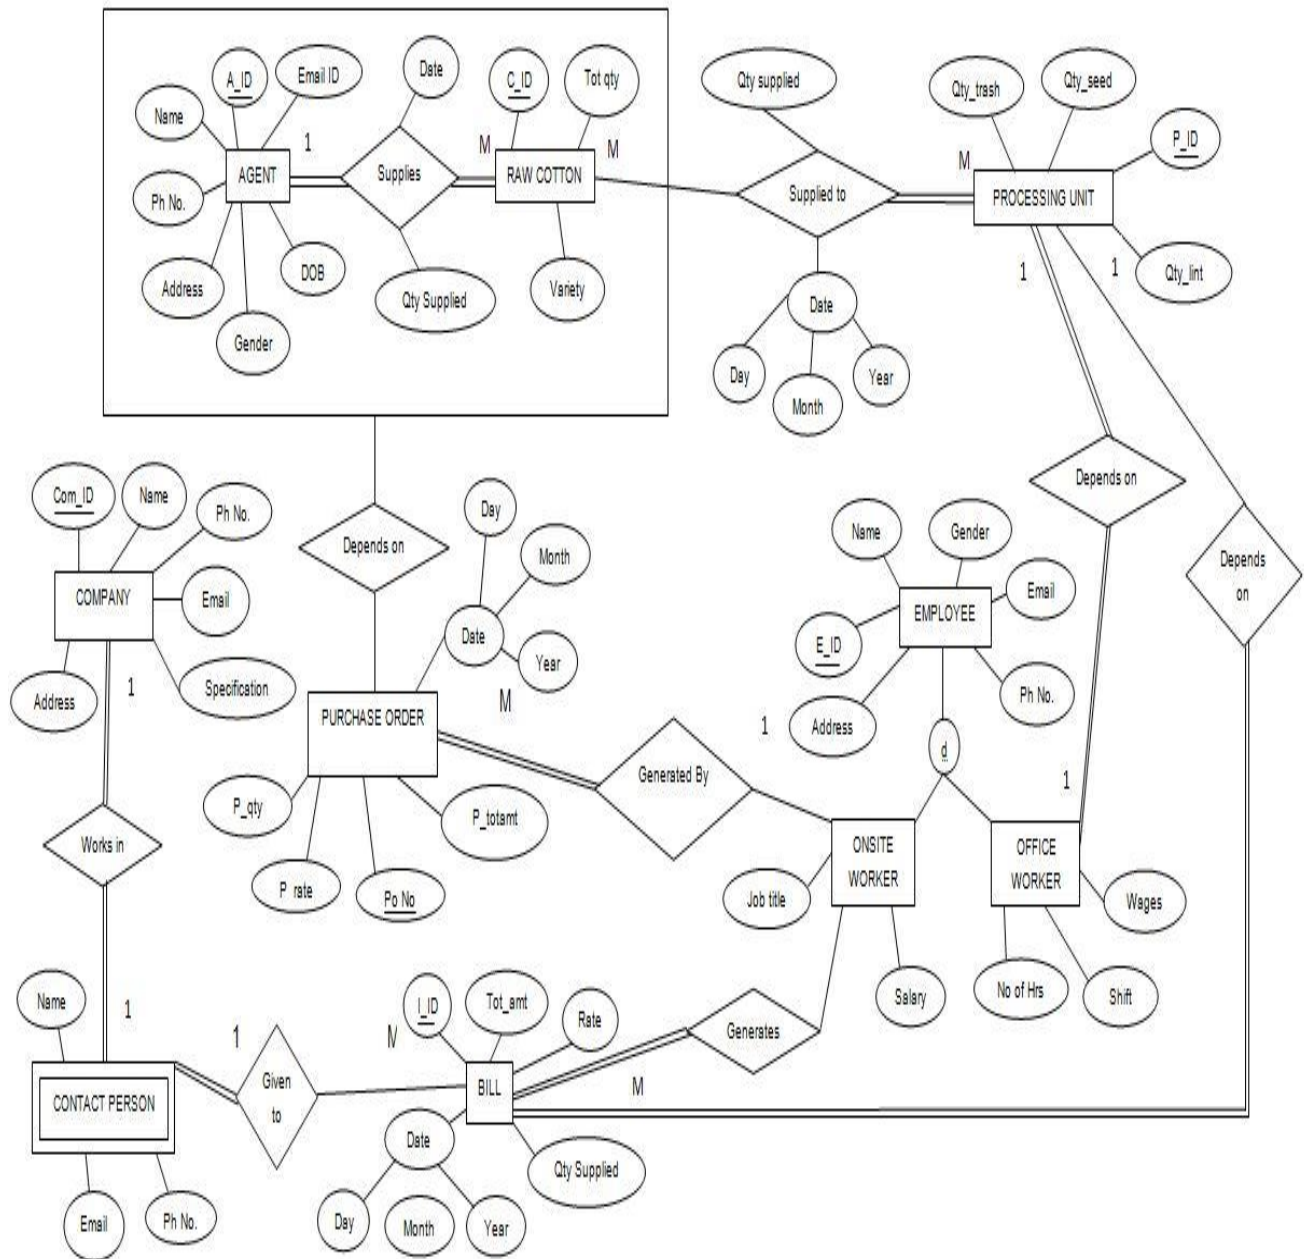 A_ID
Email ID
Date
C_ID
Tot qty
Qty supplied
Qty_trash
Qty_seed
Name
1
M
M
M
P_ID
AGENT
Supplies
RAW COTTON
Supplied to
PROCESSING UNIT
Ph No.
Address
DOB
Qty Supplied
Variety
1
1
Qty_lint
Gender
Date
Day
Month
Year
Com_ID
Name
Ph No.
Day
Month
Depends on
Depends on
Name
Gender
Depends
on
COMPANY
Email
Date
Year
EMPLOYEE
Email
E_ID
Address
1
Specification
M
Ph No.
PURCHASE ORDER
1
Address
d
P_qty
P_totamt
Generated By
1
Works in
P_rate
Po No
ONSITE
WORKER
OFFICE
WORKER
Job title
Wages
Name
1
I_ID
Tot_amt
Rate
Salary
No of Hrs
Shift
1
M
Generates
CONTACT PERSON
Given
to
BILL
M
Date
Qty Supplied
Email
Ph No.
Day
Month
Year